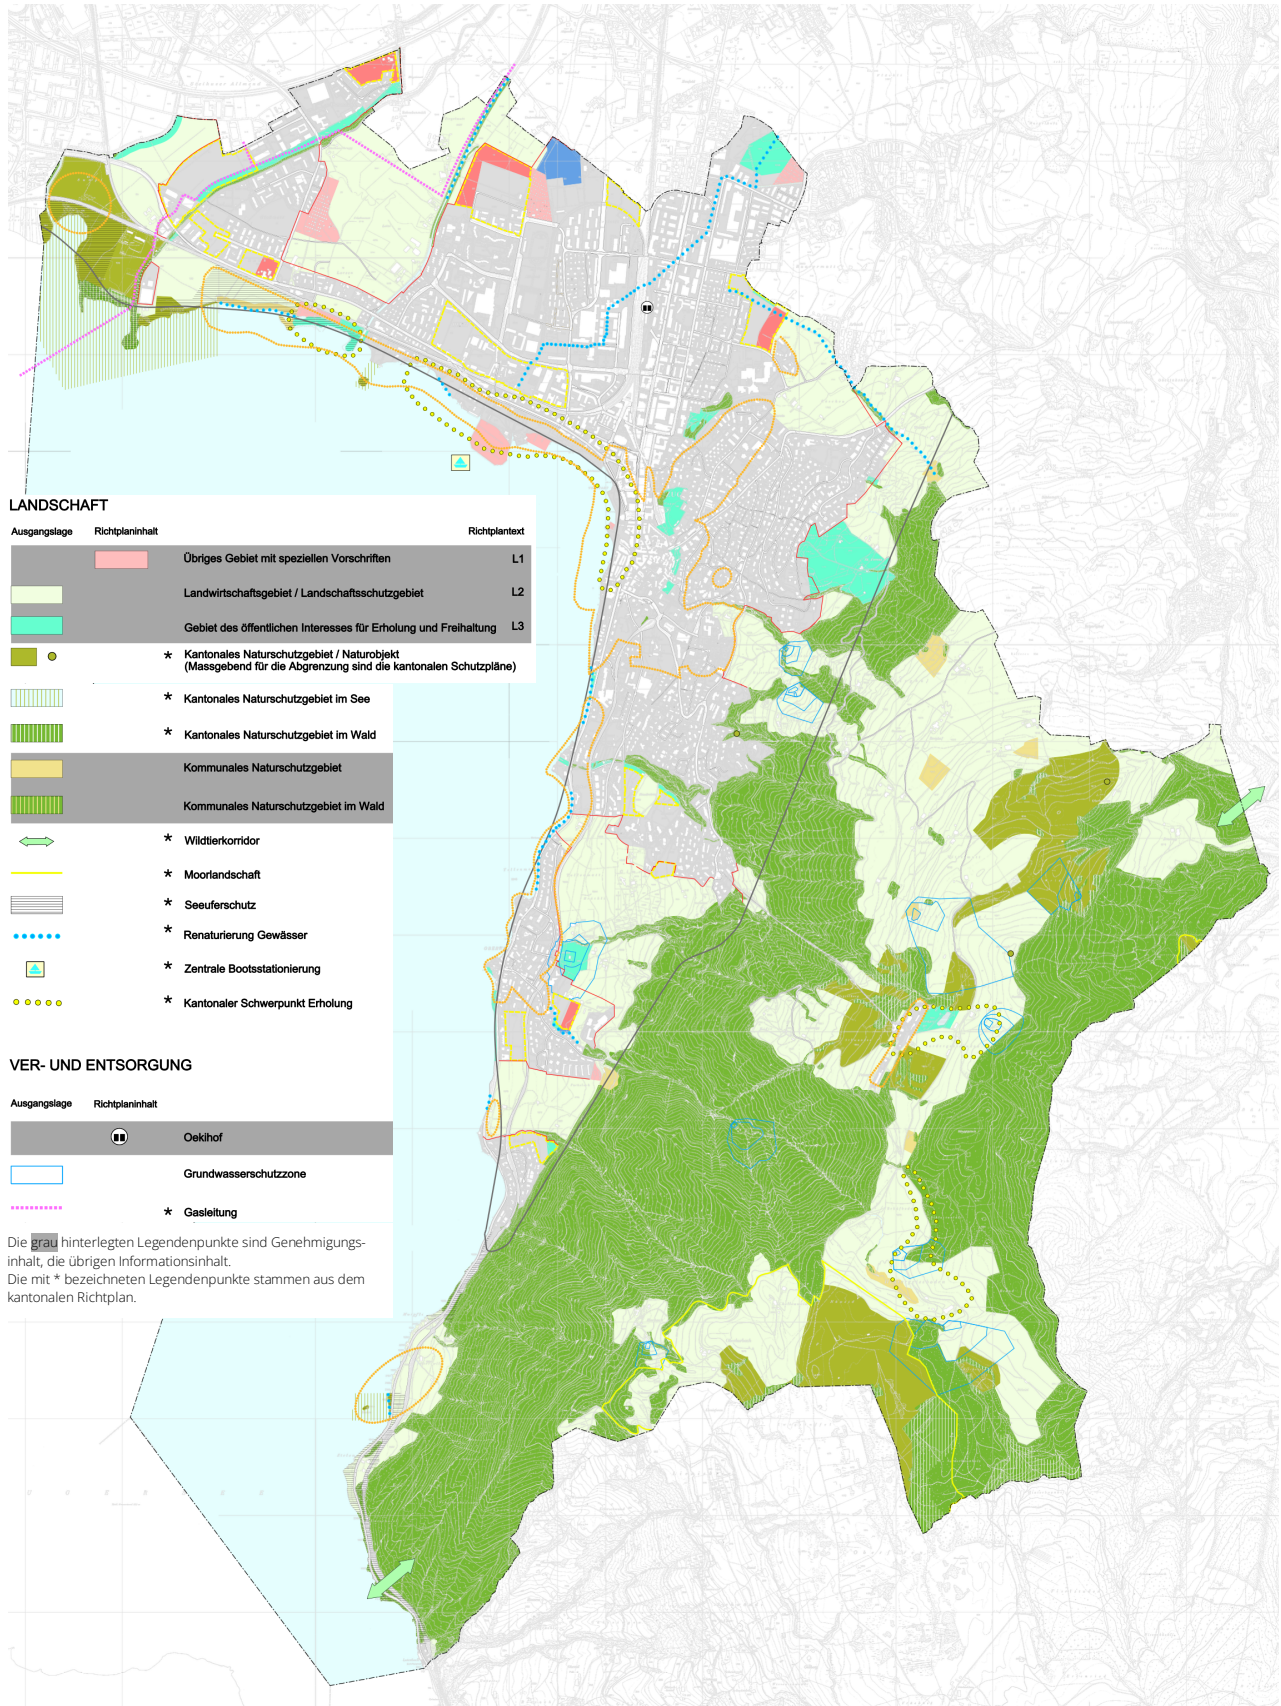 LANDSCHAFT
Ausgangslage Richtplaninhalt Richtplantext
Übriges Gebiet mit speziellen Vorschriften L1
Landwirtschaftsgebiet / Landschaftsschutzgebiet L2
Gebiet des öffentlichen Interesses für Erholung und Freihaltung L3
* Kantonales Naturschutzgebiet / Naturobjekt
(Massgebend für die Abgrenzung sind die kantonalen Schutzpläne)
* Kantonales Naturschutzgebiet im See
* Kantonales Naturschutzgebiet im Wald
Kommunales Naturschutzgebiet
Kommunales Naturschutzgebiet im Wald
* Wildtierkorridor
* Moorlandschaft
* Seeuferschutz
* Renaturierung Gewässer
* Zentrale Bootsstationierung
* Kantonaler Schwerpunkt Erholung
VER- UND ENTSORGUNG
Ausgangslage Richtplaninhalt
Oekihof
Grundwasserschutzzone
* Gasleitung
Die grau hinterlegten Legendenpunkte sind Genehmigungs-
inhalt, die übrigen Informationsinhalt.
Die mit * bezeichneten Legendenpunkte stammen aus dem
kantonalen Richtplan.